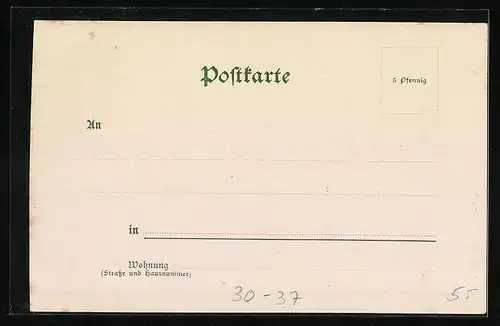 Postkarte
5 Pfennig
An
in
Wohnung
(Straße und Hausnummer)
30-37
5.-